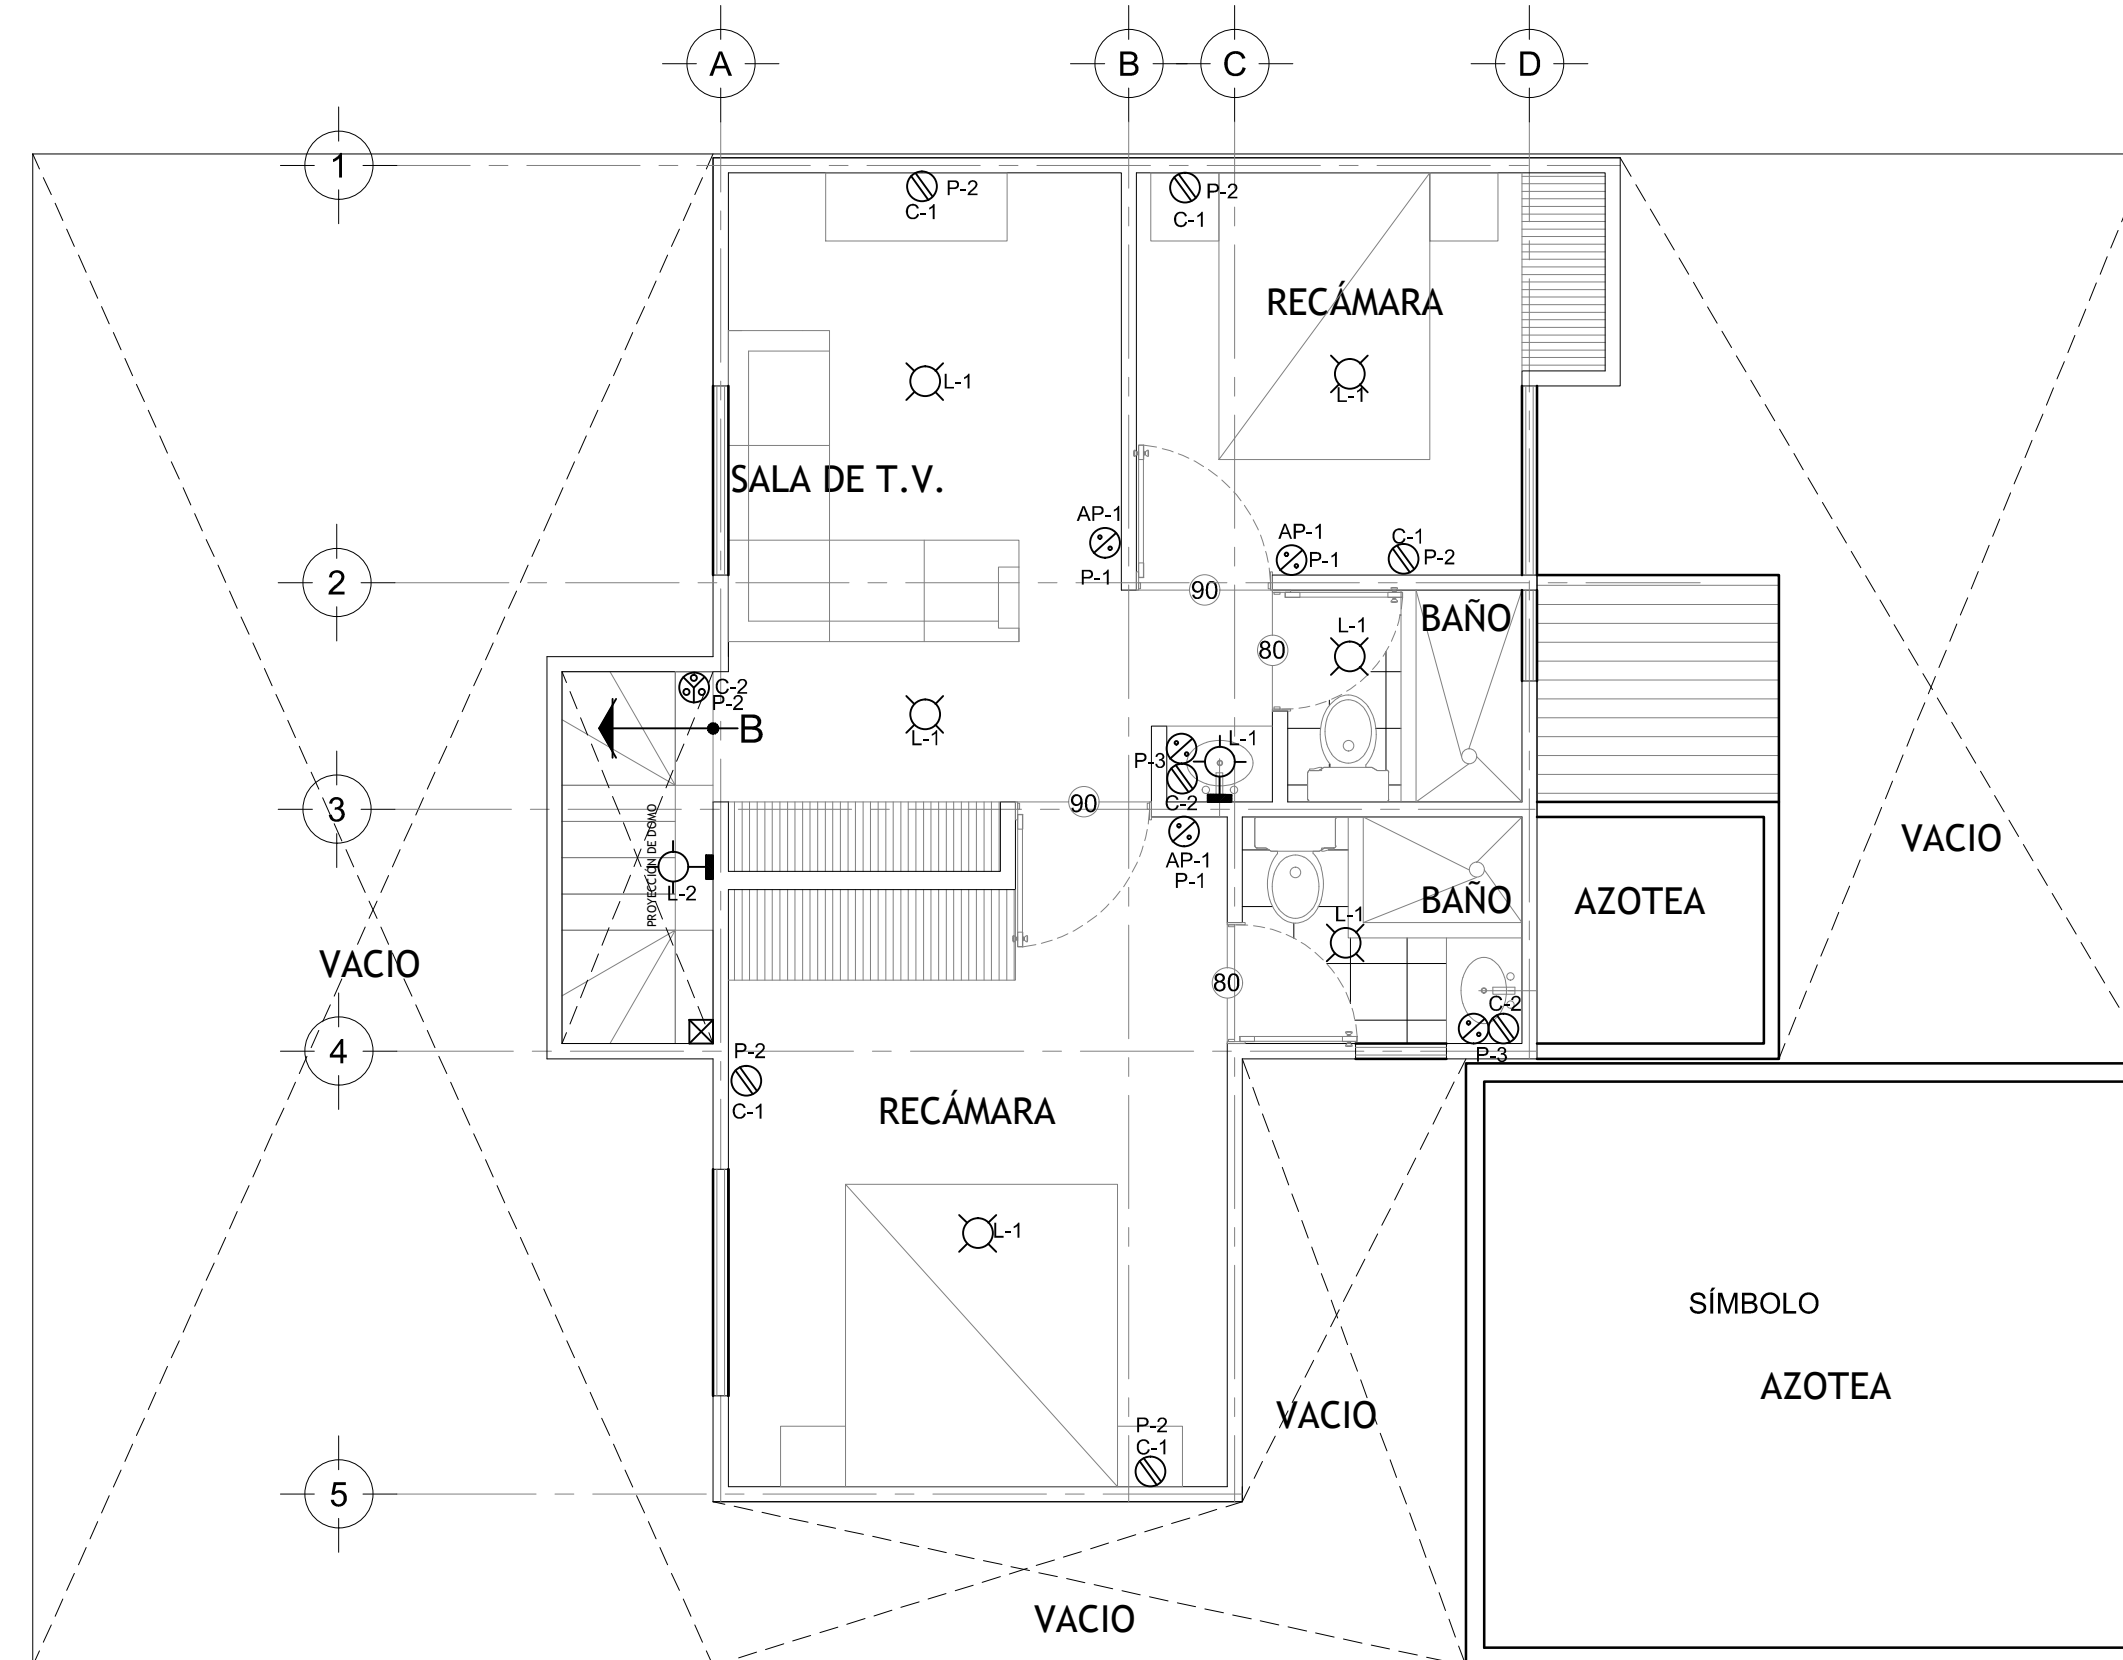 A
B
C
D
1
P-2
C-1
P-2
C-1
RECÁMARA
L-1
L-1
SALA DE T.V.
AP-1
P-1
AP-1
P-1
C-1
P-2
2
90
BAÑO
L-1
80
C-2
P-2
B
L-1
L-1
P-3
C-2
3
90
PROYECCIÓN DE DOMO
L-2
AP-1
P-1
VACIO
BAÑO
AZOTEA
L-1
VACIO
80
C-2
P-3
4
P-2
C-1
RECÁMARA
L-1
SÍMBOLO
AZOTEA
VACIO
P-2
C-1
5
VACIO